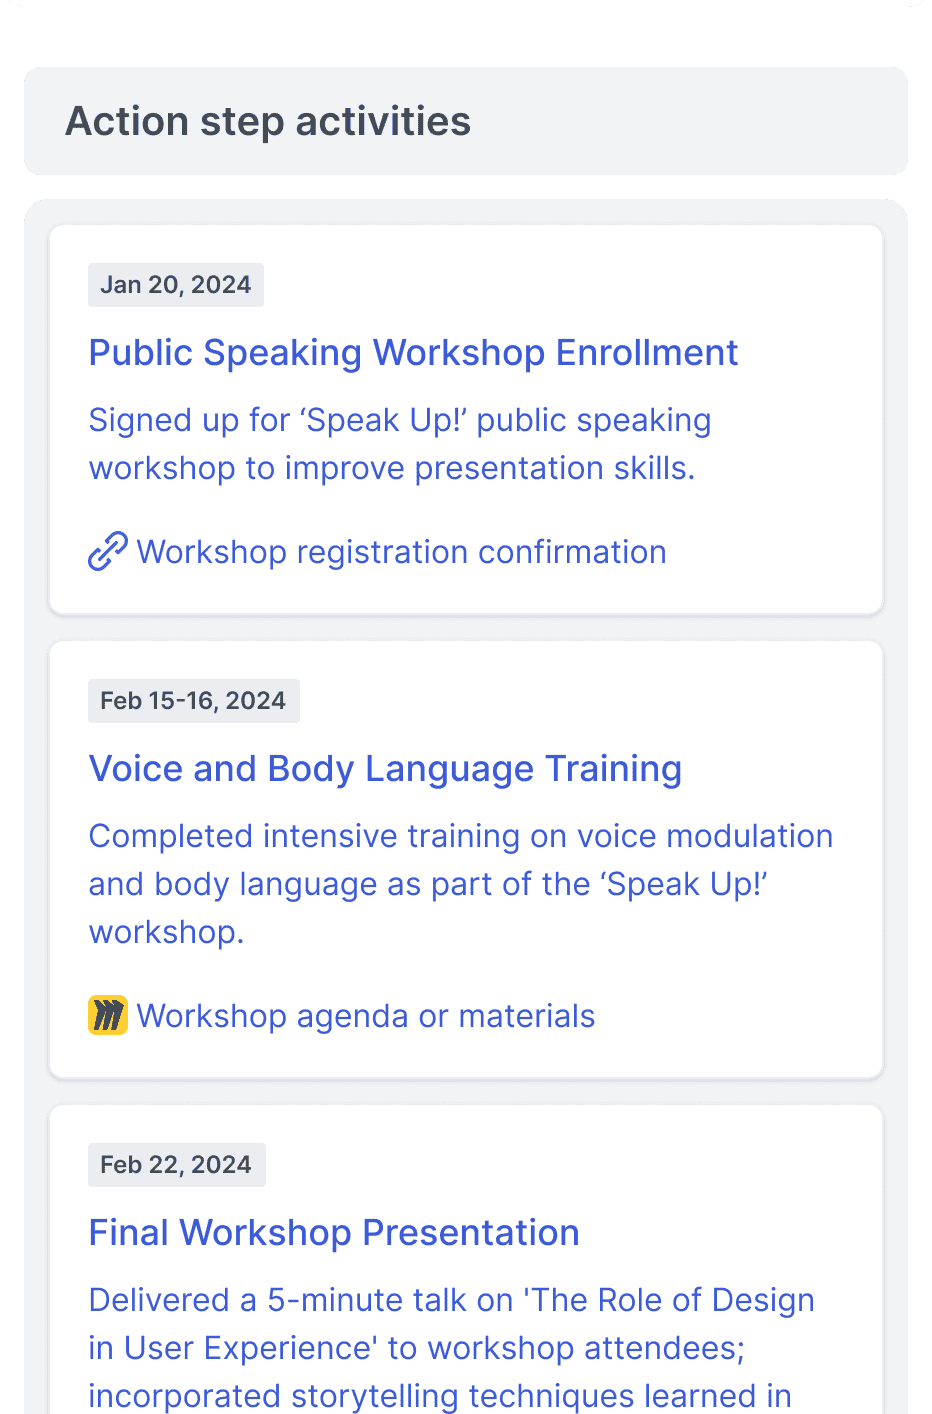 Action step activities
Jan 20, 2024
Public Speaking Workshop Enrollment
Signed up for ‘Speak Up!’ public speaking
workshop to improve presentation skills.
Workshop registration confirmation
Feb 15-16, 2024
Voice and Body Language Training
Completed intensive training on voice modulation
and body language as part of the ‘Speak Up!’
workshop.
Workshop agenda or materials
Feb 22, 2024
Final Workshop Presentation
Delivered a 5-minute talk on 'The Role of Design
in User Experience' to workshop attendees;
incorporated storytelling techniques learned in